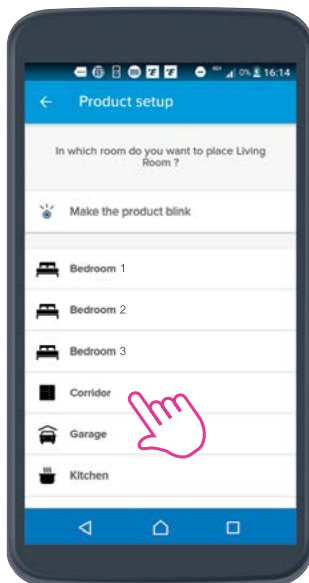 0% 16:14
Product setup
In which room do you want to place Living
Room ?
Make the product blink
Bedroom 1
Bedroom 2
Bedroom 3
Corridor
Garage
Kitchen